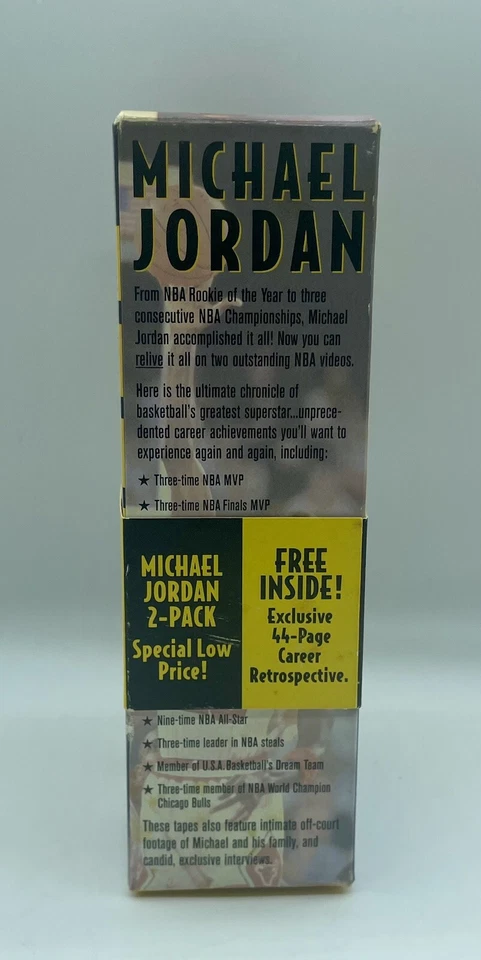 MICHAEL
JORDAN
From NBA Rookie of the Year to three
consecutive NBA Championships, Michael
Jordan accomplished it all! Now you can
relive it all on two outstanding NBA videos.
Here is the ultimate chronicle of
basketball's greatest superstar...unprece-
dented career achievements you'll want to
experience again and again, including:
★ Three-time NBA MVP
★ Three-time NBA Finals MVP
MICHAEL
JORDAN
2-PACK
Special Low
Price!
FREE
INSIDE!
Exclusive
44-Page
Career
Retrospective.
★ Nine-time NBA All-Star
★ Three-time leader in NBA steals
★ Member of U.S.A. Basketball's Dream Team
★ Three-time member of NBA World Champion
Chicago Bulls
These tapes also feature intimate off-court
footage of Michael and his family, and
candid, exclusive interviews.